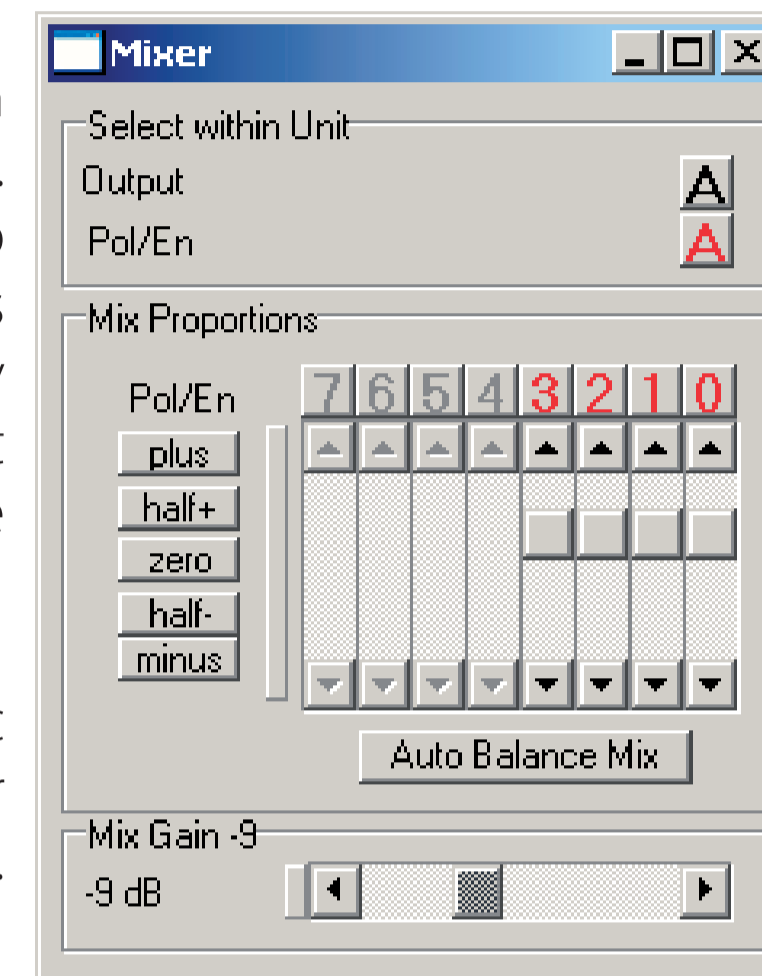 Mixer
Select within Unit
Output A
Pol/En A
Mix Proportions
Pol/En 7 6 5 4 3 2 1 0
plus
half+
zero
half-
minus
Auto Balance Mix
Mix Gain -9
-9 dB